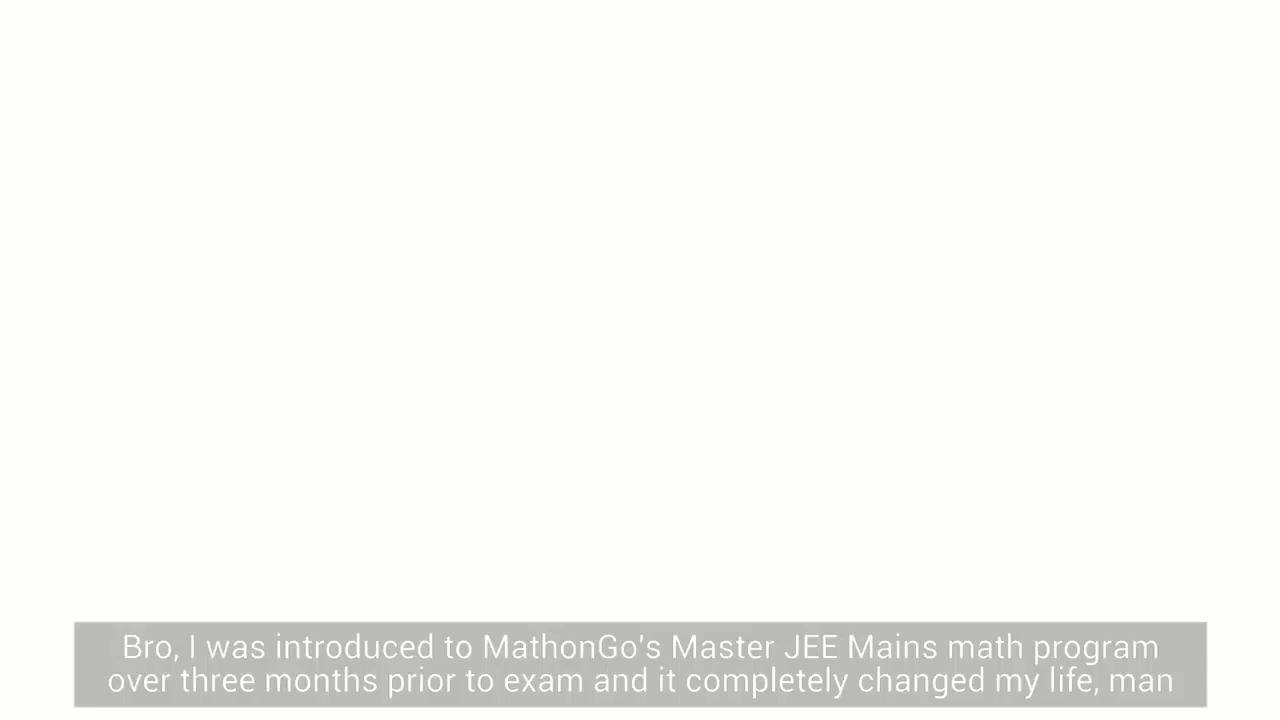 Bro, I was introduced to MathonGo's Master JEE Mains math program
over three months prior to exam and it completely changed my life, man